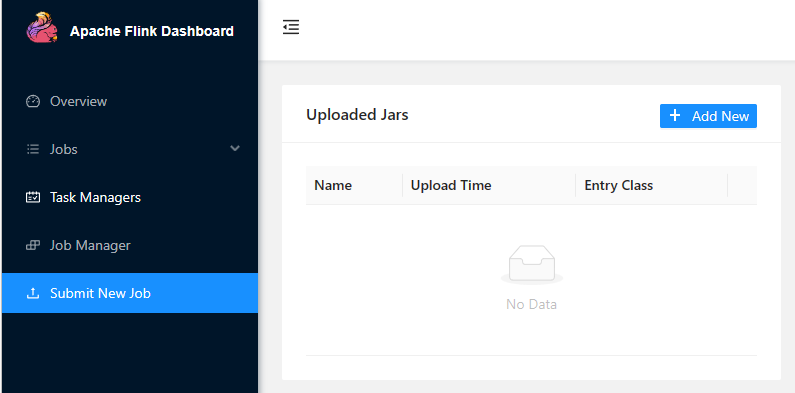 Apache Flink Dashboard
Overview
Jobs
Task Managers
Job Manager
Submit New Job
Uploaded Jars
Add New
Name Upload Time Entry Class
No Data